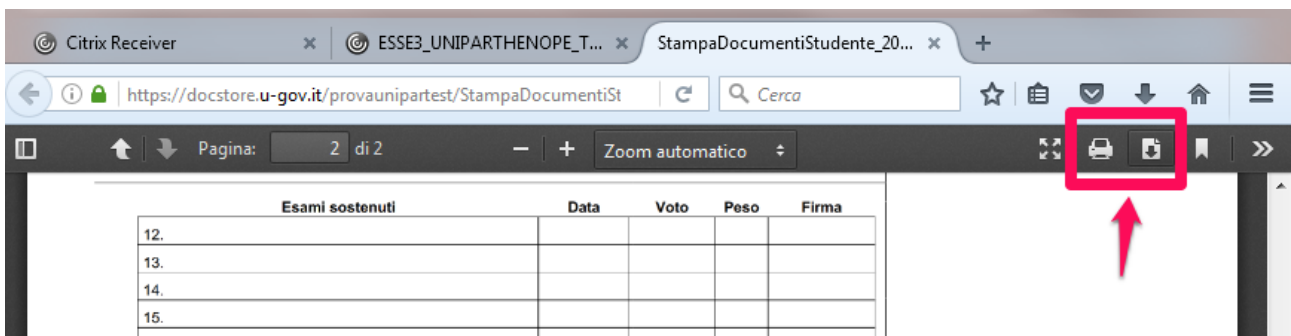 Citrix Receiver ESSE3_UNIPARTHENOPE_T... StampaDocumentiStudente_20...
https://docstore.u-gov.it/provaunipartest/StampaDocumentiSt Cerca
Pagina: 2 di 2 Zoom automatico
Esami sostenuti Data Voto Peso Firma
12.
13.
14.
15.